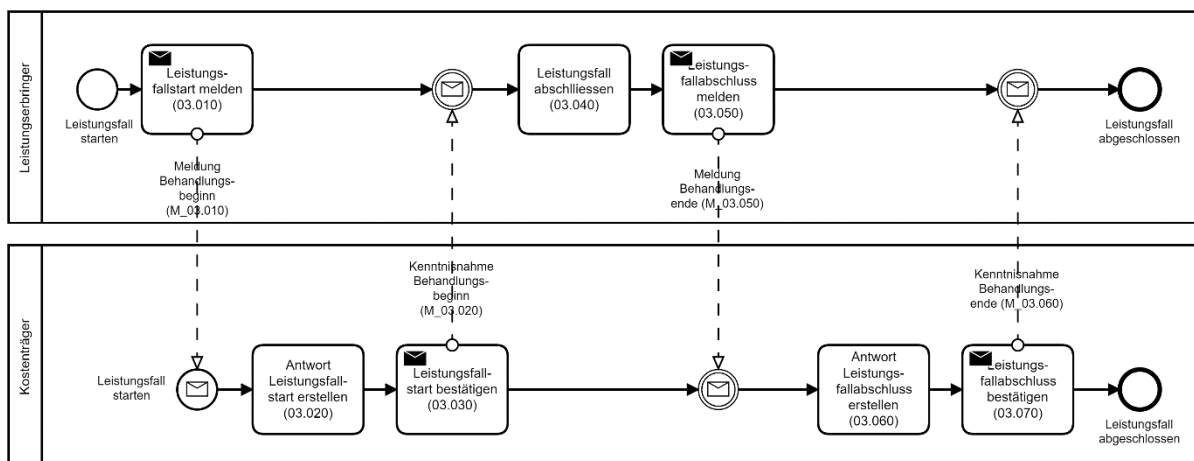 Leistungserbringer
Leistungsfall
starten
Leistungs-
fallstart melden
(03.010)
Meldung
Behandlungs-
beginn
(M_03.010)
Leistungsfall
abschlliessen
(03.040)
Leistungs-
fallabschluss
melden
(03.050)
Meldung
Behandlungs-
ende (M_03.050)
Leistungsfall
abgeschlossen
Kostenträger
Leistungsfall
starten
Antwort
Leistungsfall-
start erstellen
(03.020)
Kenntnisnahme
Behandlungs-
beginn
(M_03.020)
Leistungsfall-
start bestätigen
(03.030)
Antwort
Leistungs-
fallabschluss
erstellen
(03.060)
Kenntnisnahme
Behandlungs-
ende (M_03.060)
Leistungs-
fallabschluss
bestätigen
(03.070)
Leistungsfall
abgeschlossen